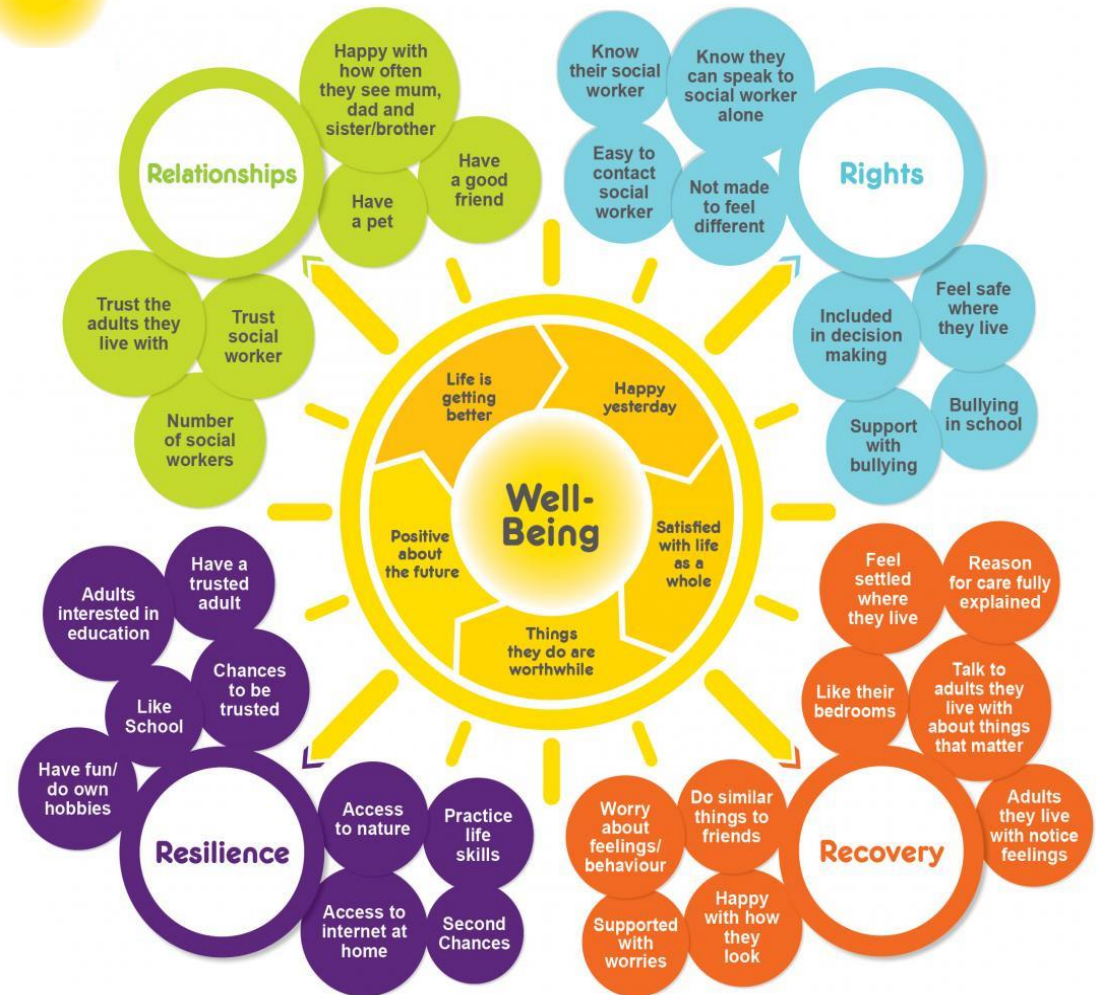 Relationships
Happy with
how often
they see mum,
dad and
sister/brother
Have
a good
friend
Have
a pet
Trust the
adults they
live with
Trust
social
worker
Number
of social
workers
Rights
Know
their social
worker
Know they
can speak to
social worker
alone
Easy to
contact
social
worker
Not made
to feel
different
Included
in decision
making
Feel safe
where
they live
Support
with
bullying
Bullying
in school
Well-
Being
Life is
getting
better
Happy
yesterday
Satisfied
with life
as a
whole
Things
they do are
worthwhile
Positive
about
the future
Resilience
Adults
interested in
education
Have a
trusted
adult
Chances
to be
trusted
Like
School
Have fun/
do own
hobbies
Access
to nature
Practice
life
skills
Access to
internet at
home
Second
Chances
Recovery
Feel
settled
where
they live
Reason
for care fully
explained
Like their
bedrooms
Talk to
adults they
live with
about things
that matter
Adults
they live
with notice
feelings
Worry
about
feelings/
behaviour
Do similar
things to
friends
Supported
with
worries
Happy
with how
they
look